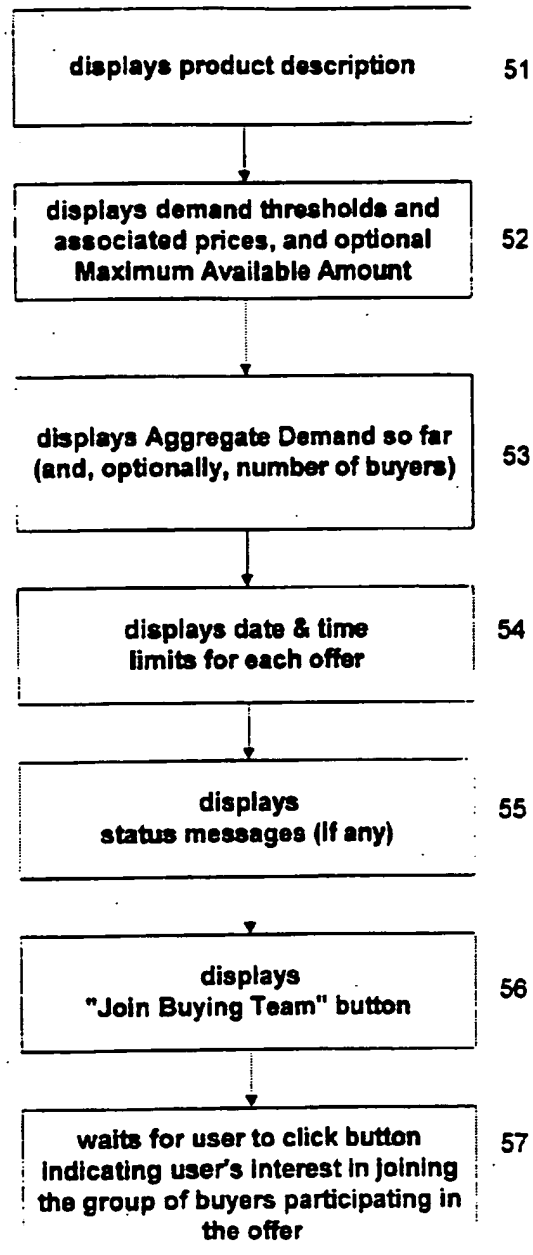 displays product description
51
displays demand thresholds and
associated prices, and optional
Maximum Available Amount
52
displays Aggregate Demand so far
(and, optionally, number of buyers)
53
displays date & time
limits for each offer
54
displays
status messages (If any)
55
displays
"Join Buying Team" button
56
waits for user to click button
indicating user's interest in joining
the group of buyers participating in
the offer
57